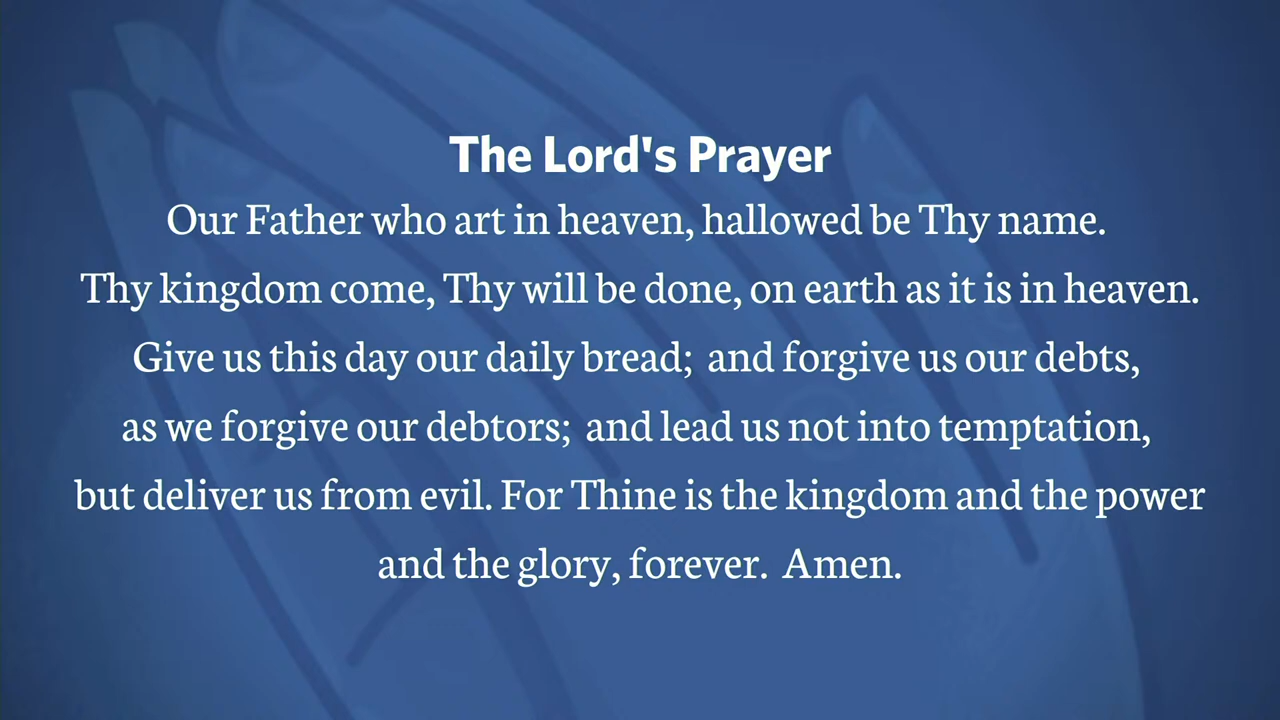 The Lord's Prayer
Our Father who art in heaven, hallowed be Thy name.
Thy kingdom come, Thy will be done, on earth as it is in heaven.
Give us this day our daily bread;  and forgive us our debts,
as we forgive our debtors;  and lead us not into temptation,
but deliver us from evil. For Thine is the kingdom and the power
and the glory, forever.  Amen.